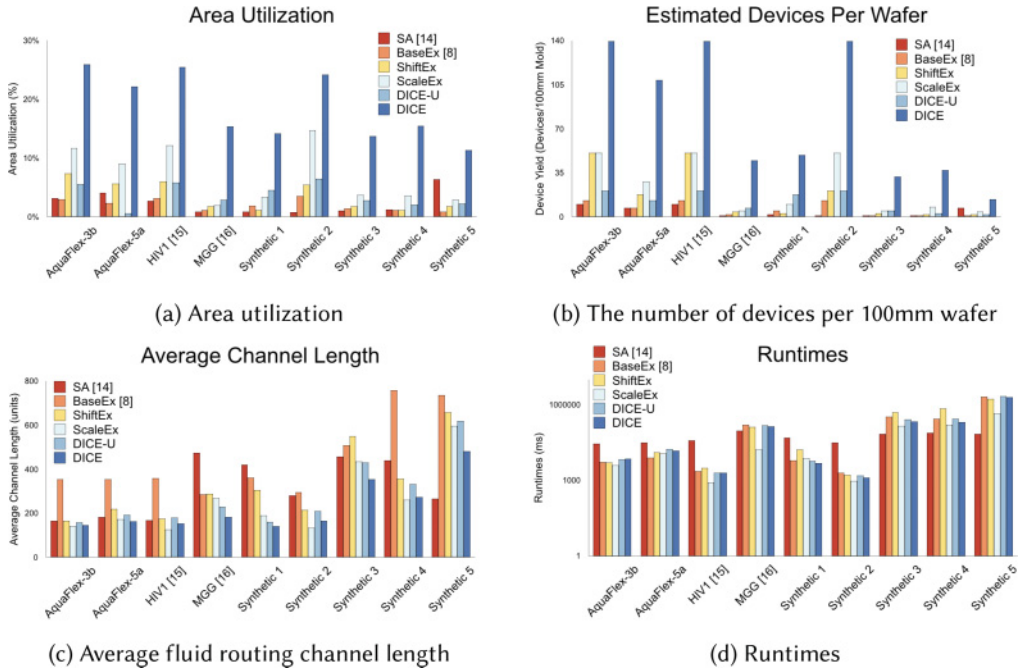 Area Utilization
30%
20%
10%
0%
Area Utilization (%)
SA [14]
BaseEx [8]
ShiftEx
ScaleEx
DICE-U
DICE
AquaFlex-3b
AquaFlex-5a
HIV1 [15]
MGG [16]
Synthetic 1
Synthetic 2
Synthetic 3
Synthetic 4
Synthetic 5
(a) Area utilization
Estimated Devices Per Wafer
140
105
70
35
0
Device Yield (Devices/100mm Mold)
SA [14]
BaseEx [8]
ShiftEx
ScaleEx
DICE-U
DICE
AquaFlex-3b
AquaFlex-5a
HIV1 [15]
MGG [16]
Synthetic 1
Synthetic 2
Synthetic 3
Synthetic 4
Synthetic 5
(b) The number of devices per 100mm wafer
Average Channel Length
800
600
400
200
0
Average Channel Length (units)
SA [14]
BaseEx [8]
ShiftEx
ScaleEx
DICE-U
DICE
AquaFlex-3b
AquaFlex-5a
HIV1 [15]
MGG [16]
Synthetic 1
Synthetic 2
Synthetic 3
Synthetic 4
Synthetic 5
(c) Average fluid routing channel length
Runtimes
SA [14]
BaseEx [8]
ShiftEx
ScaleEx
DICE-U
DICE
1000000
1000
1
Runtimes (ms)
AquaFlex-3b
AquaFlex-5a
HIV1 [15]
MGG [16]
Synthetic 1
Synthetic 2
Synthetic 3
Synthetic 4
Synthetic 5
(d) Runtimes